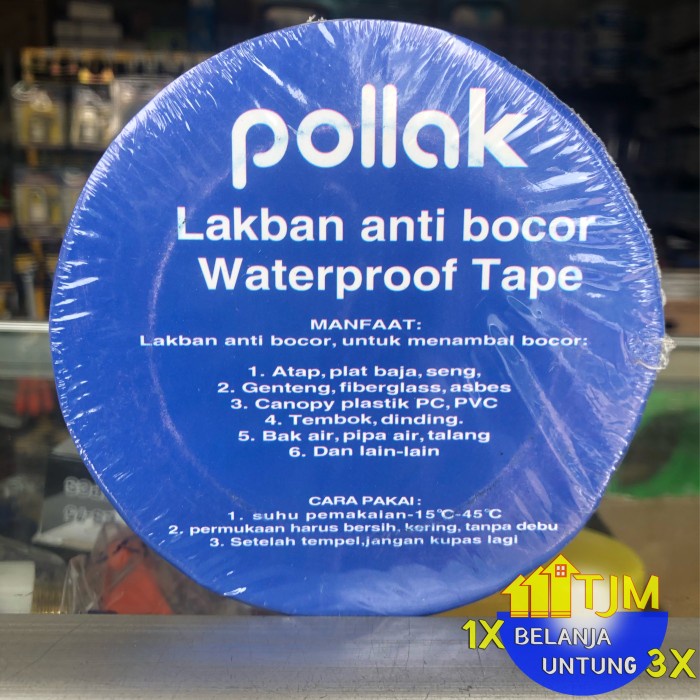 pollak
Lakban anti bocor
Waterproof Tape
MANFAAT:
Lakban anti bocor, untuk menambal bocor:
1. Atap, plat baja, seng,
2. Genteng, fiberglass, asbes
3. Canopy plastik PC, PVC
4. Tembok, dinding.
5. Bak air, pipa air, talang
6. Dan lain-lain
CARA PAKAI:
1. suhu pemakalan-15°C-45°C
2. permukaan harus bersih, kering, tanpa debu
3. Setelah tempel, jangan kupas lagi
TJM
1X BELANJA
UNTUNG 3X